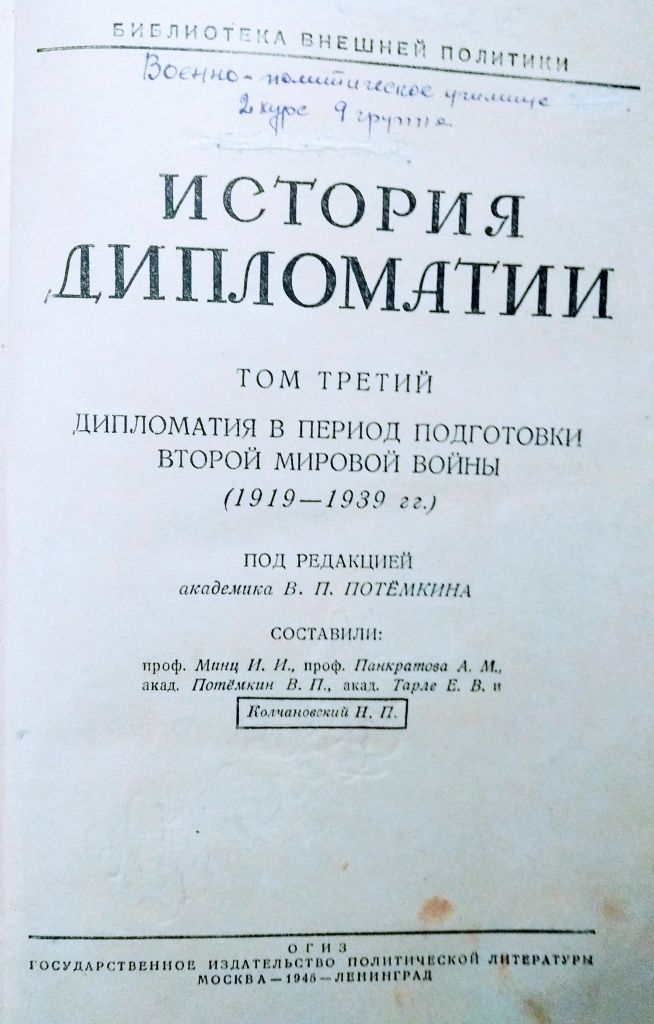 БИБЛИОТЕКА ВНЕШНЕЙ ПОЛИТИКИ
Военно-политическое училище
2 курс 9 группа
ИСТОРИЯ
ДИПЛОМАТИИ
ТОМ ТРЕТИЙ
ДИПЛОМАТИЯ В ПЕРИОД ПОДГОТОВКИ
ВТОРОЙ МИРОВОЙ ВОЙНЫ
(1919—1939 гг.)
ПОД РЕДАКЦИЕЙ
академика В. П. ПОТЁМКИНА
СОСТАВИЛИ:
проф. Минц И. И., проф. Панкратова А. М.,
акад. Потёмкин В. П., акад. Тарле Е. В. и
Колчановский Н. П.
ОГИЗ
ГОСУДАРСТВЕННОЕ ИЗДАТЕЛЬСТВО ПОЛИТИЧЕСКОЙ ЛИТЕРАТУРЫ
МОСКВА—1945—ЛЕНИНГРАД